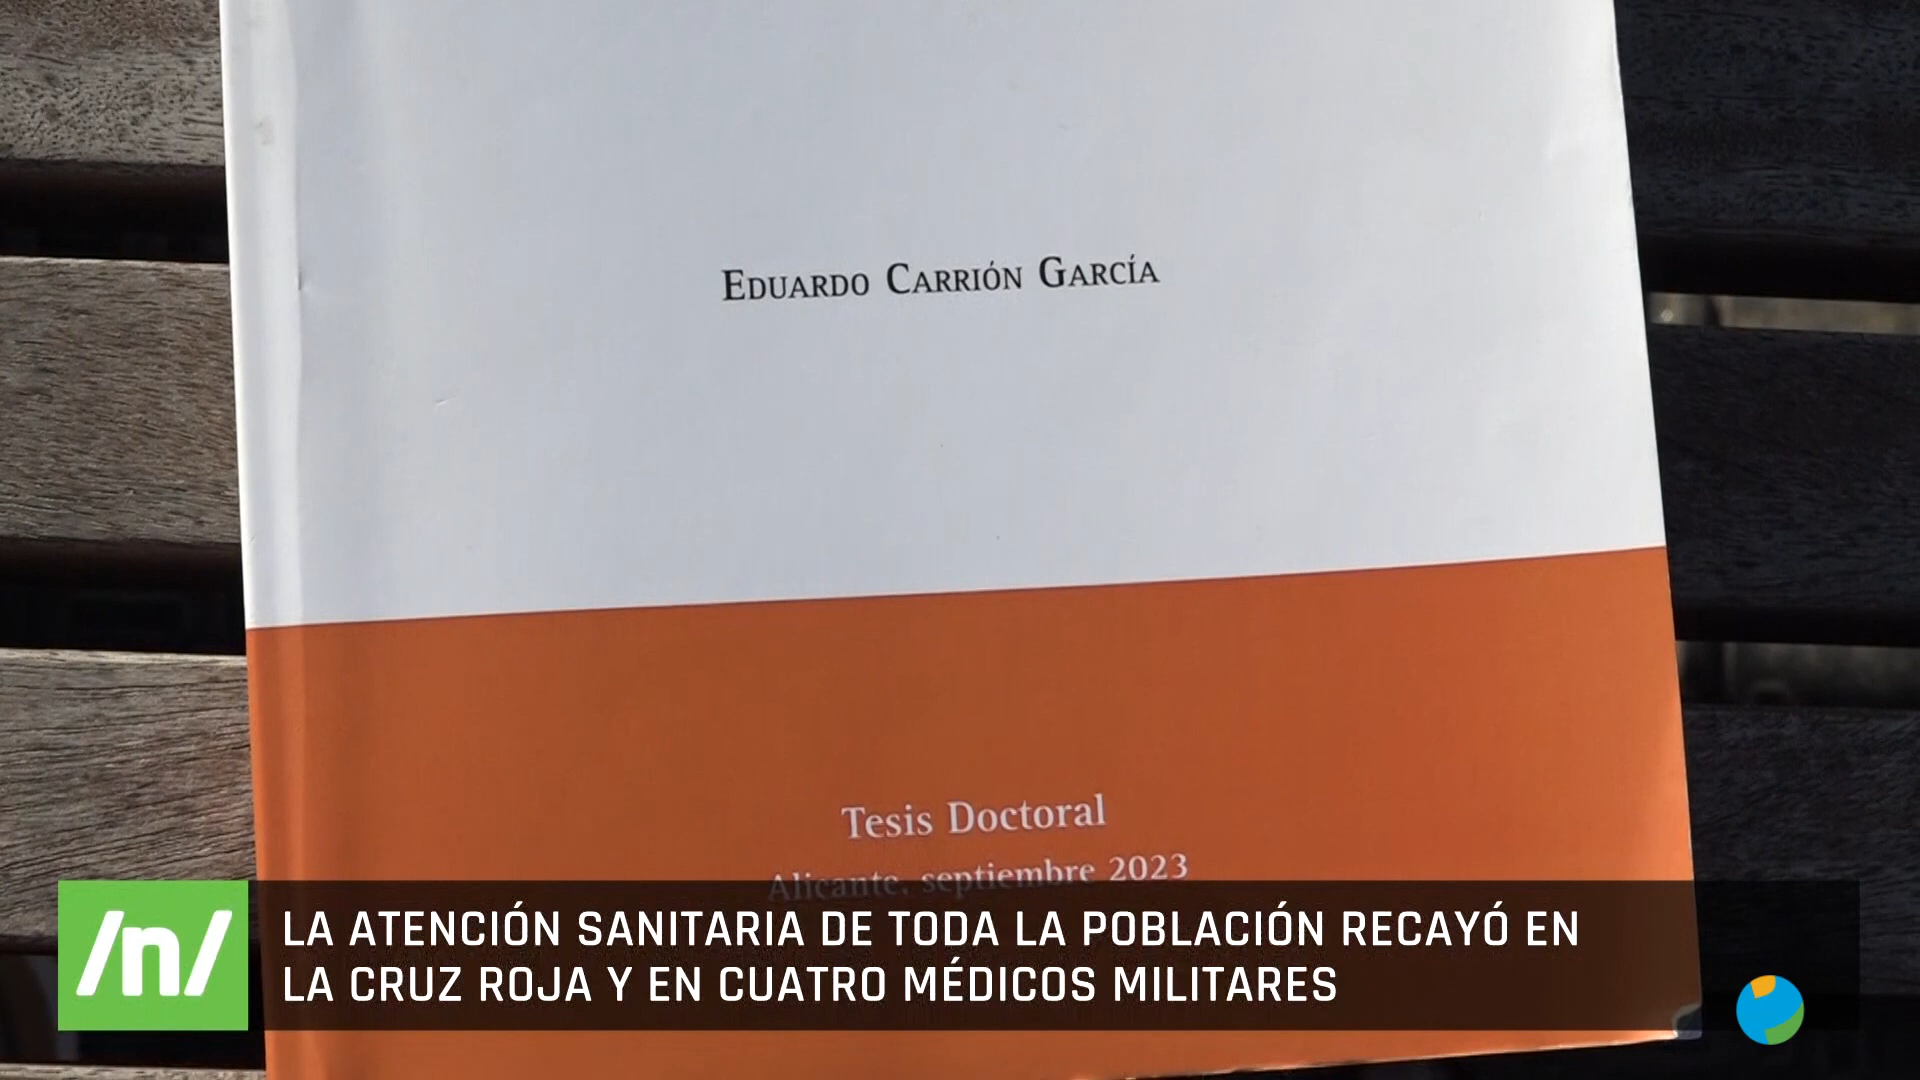 EDUARDO CARRIÓN GARCÍA
Tesis Doctoral
Alicante, septiembre 2023
/n/
LA ATENCIÓN SANITARIA DE TODA LA POBLACIÓN RECAYÓ EN
LA CRUZ ROJA Y EN CUATRO MÉDICOS MILITARES